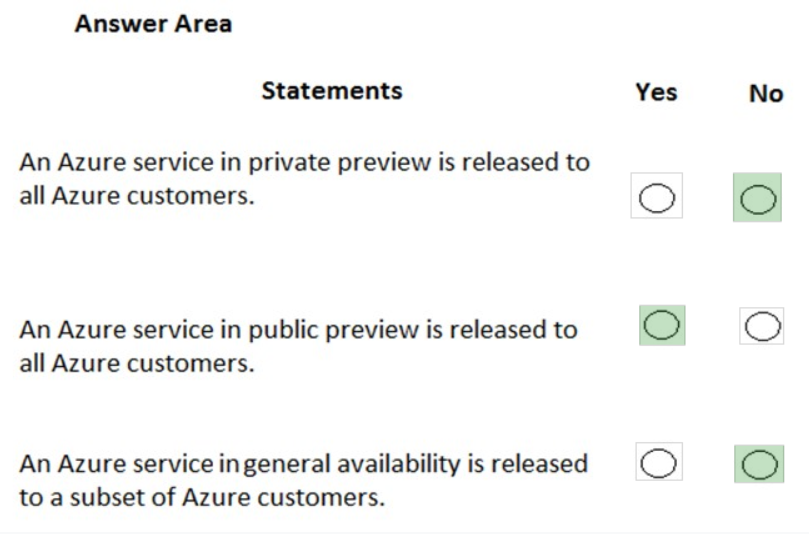 Answer Area
Statements Yes No
An Azure service in private preview is released to
all Azure customers.
An Azure service in public preview is released to
all Azure customers.
An Azure service in general availability is released
to a subset of Azure customers.